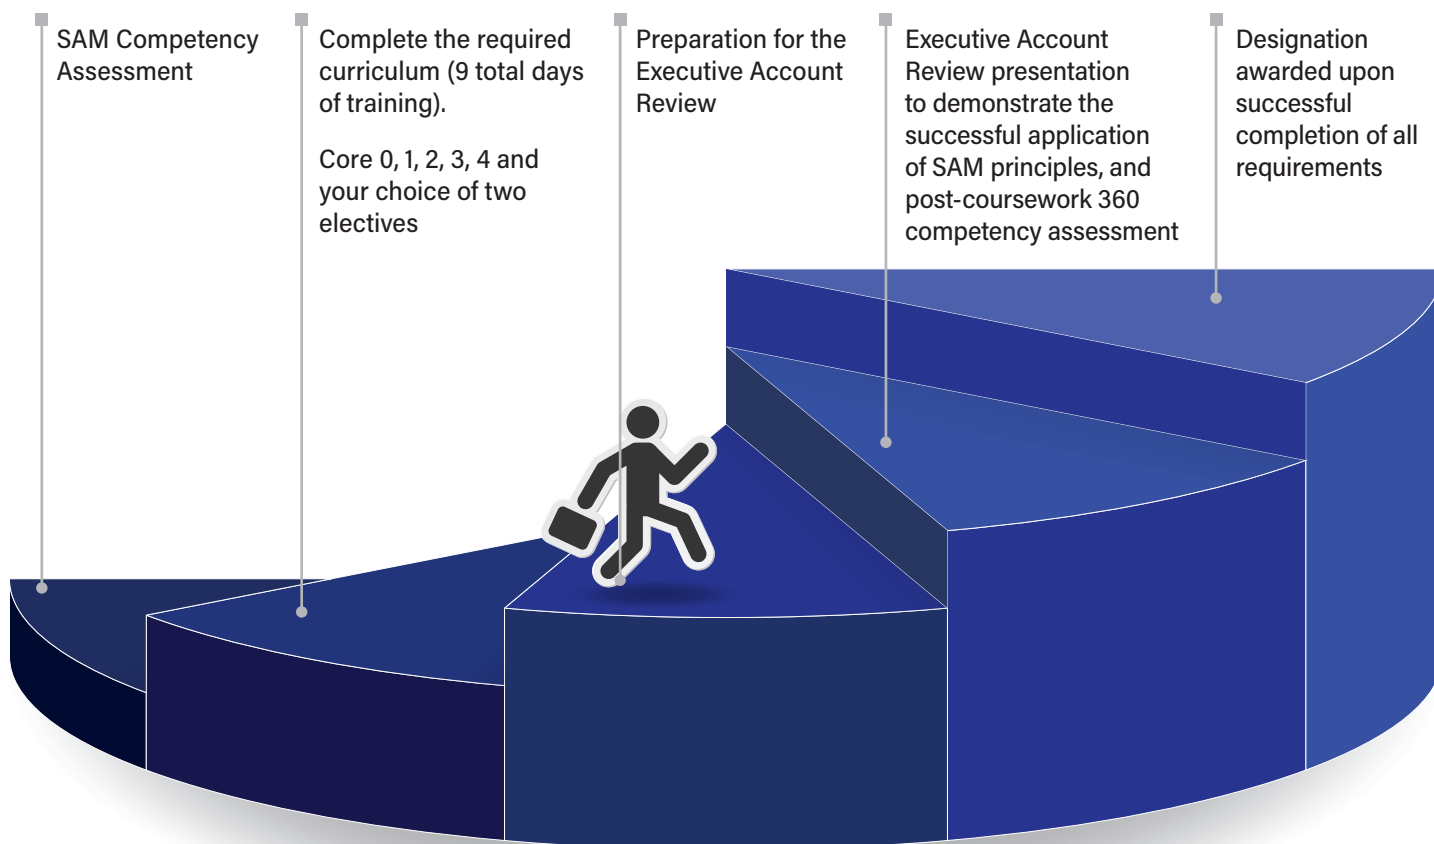 SAM Competency
Assessment
Complete the required
curriculum (9 total days
of training).
Core 0, 1, 2, 3, 4 and
your choice of two
electives
Preparation for the
Executive Account
Review
Executive Account
Review presentation
to demonstrate the
successful application
of SAM principles, and
post-coursework 360
competency assessment
Designation
awarded upon
successful
completion of all
requirements